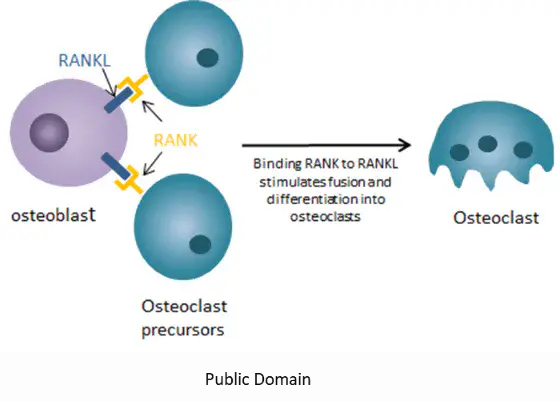 RANKL
RANK
osteoblast
Osteoclast
precursors
Binding RANK to RANKL
stimulates fusion and
differentiation into
osteoclasts
Osteoclast
Public Domain